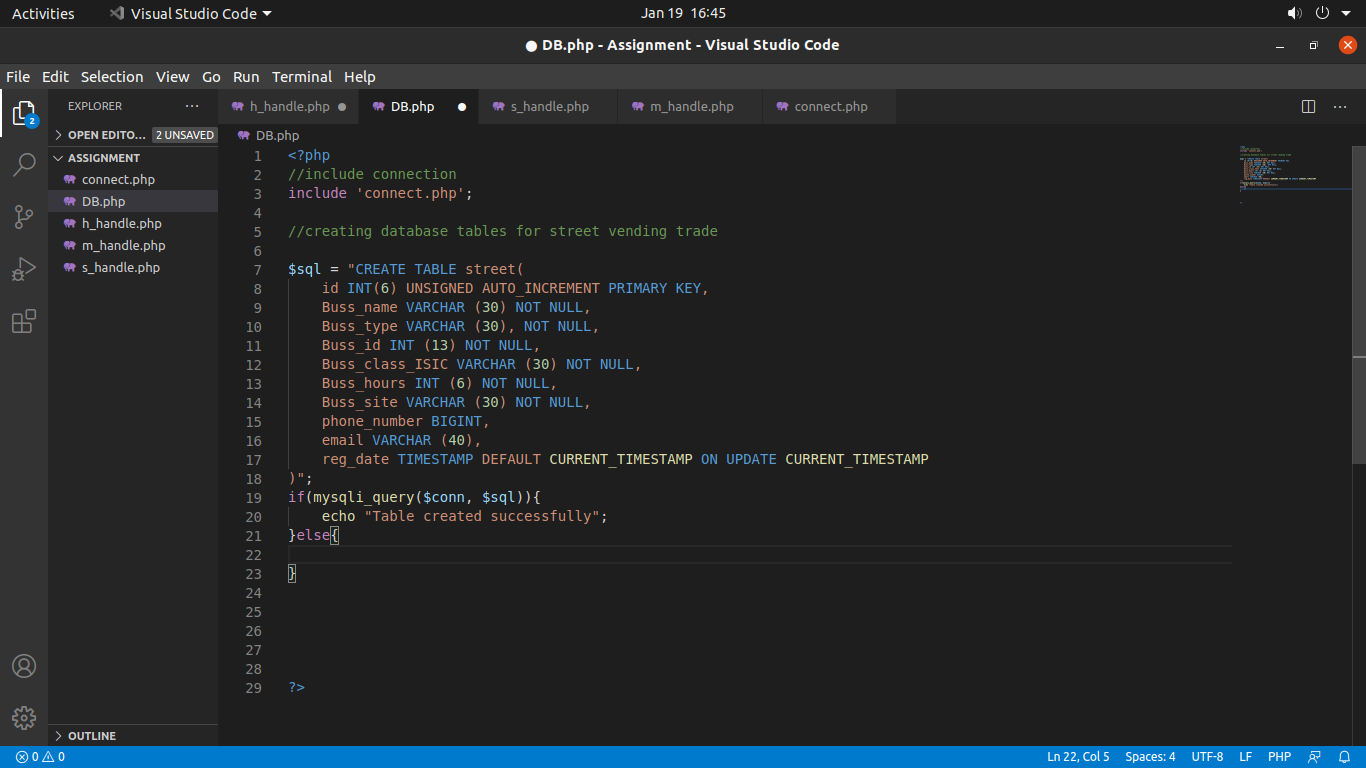 Activities Visual Studio Code Jan 19 16:45
DB.php - Assignment - Visual Studio Code
File Edit Selection View Go Run Terminal Help
EXPLORER
OPEN EDITO... 2 UNSAVED
ASSIGNMENT
connect.php
DB.php
h_handle.php
m_handle.php
s_handle.php
OUTLINE
2
h_handle.php DB.php s_handle.php m_handle.php connect.php
DB.php
1 <?php
2 //include connection
3 include 'connect.php';
4
5 //creating database tables for street vending trade
6
7 $sql = "CREATE TABLE street(
8 id INT(6) UNSIGNED AUTO_INCREMENT PRIMARY KEY,
9 Buss_name VARCHAR (30) NOT NULL,
10 Buss_type VARCHAR (30), NOT NULL,
11 Buss_id INT (13) NOT NULL,
12 Buss_class_ISIC VARCHAR (30) NOT NULL,
13 Buss_hours INT (6) NOT NULL,
14 Buss_site VARCHAR (30) NOT NULL,
15 phone_number BIGINT,
16 email VARCHAR (40),
17 reg_date TIMESTAMP DEFAULT CURRENT_TIMESTAMP ON UPDATE CURRENT_TIMESTAMP
18 )";
19 if(mysqli_query($conn, $sql)){
20 echo "Table created successfully";
21 }else{
22
23 }
24
25
26
27
28
29 ?>
0 0 Ln 22, Col 5 Spaces: 4 UTF-8 LF PHP